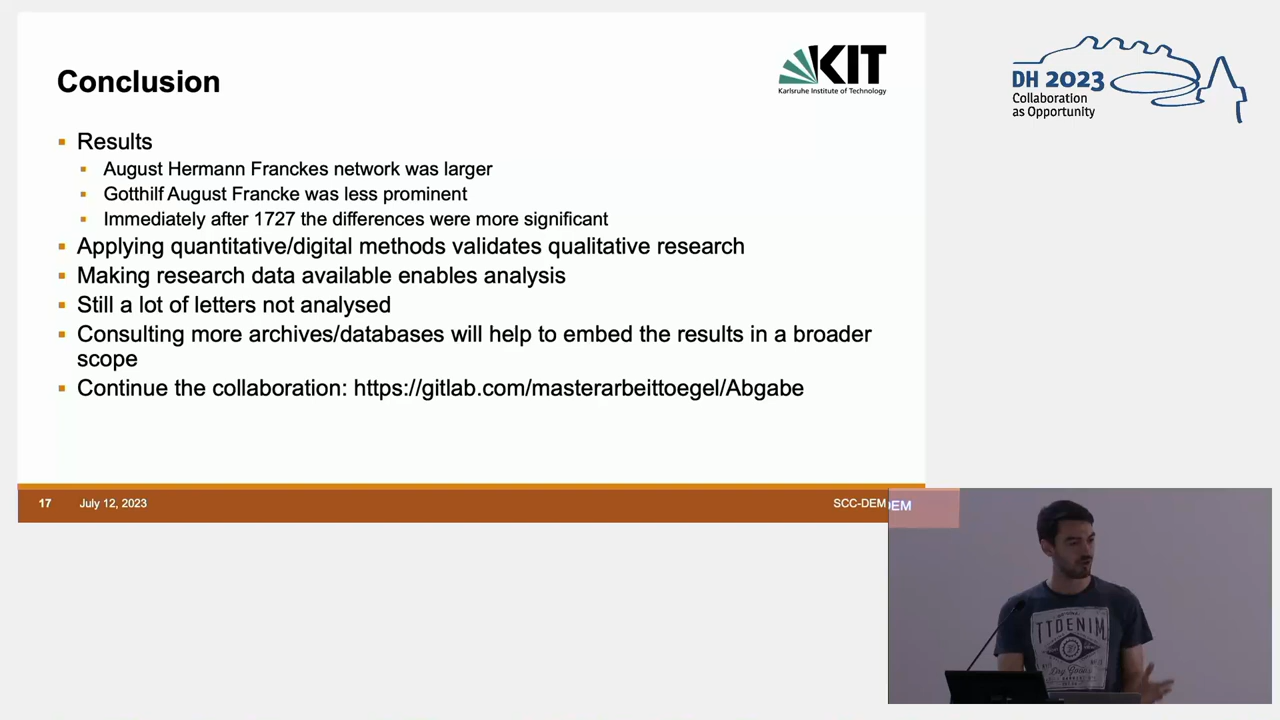 Conclusion
KIT
Karlsruhe Institute of Technology
DH 2023
Collaboration
as Opportunity
Results
August Hermann Franckes network was larger
Gotthilf August Francke was less prominent
Immediately after 1727 the differences were more significant
Applying quantitative/digital methods validates qualitative research
Making research data available enables analysis
Still a lot of letters not analysed
Consulting more archives/databases will help to embed the results in a broader
scope
Continue the collaboration: https://gitlab.com/masterarbeittoegel/Abgabe
17 July 12, 2023 SCC-DEM
DEM
TTDENIM